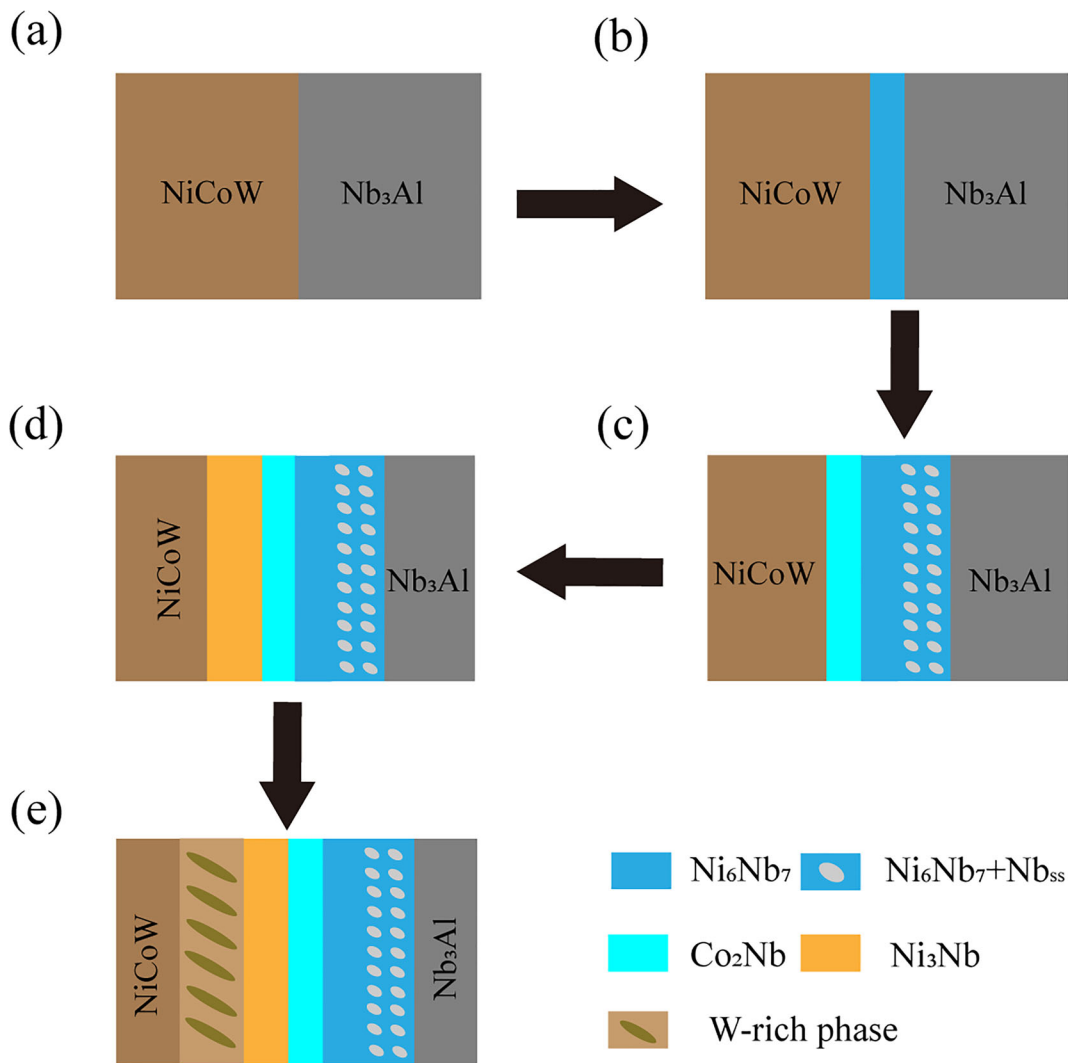 (a)
NiCoW
Nb₃Al
(b)
NiCoW
Nb₃Al
(c)
NiCoW
Nb₃Al
(d)
NiCoW
Nb₃Al
(e)
NiCoW
Nb₃Al
Ni₆Nb₇
Ni₆Nb₇+Nbₛₛ
Co₂Nb
Ni₃Nb
W-rich phase